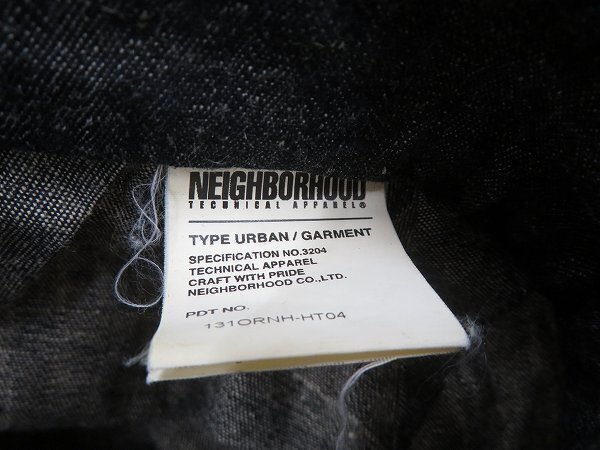 NEIGHBORHOOD
TECHNICAL APPAREL®
TYPE URBAN / GARMENT
SPECIFICATION NO.3204
TECHNICAL APPAREL
CRAFT WITH PRIDE
NEIGHBORHOOD CO.,LTD.
PDT NO.
131ORNH-HT04